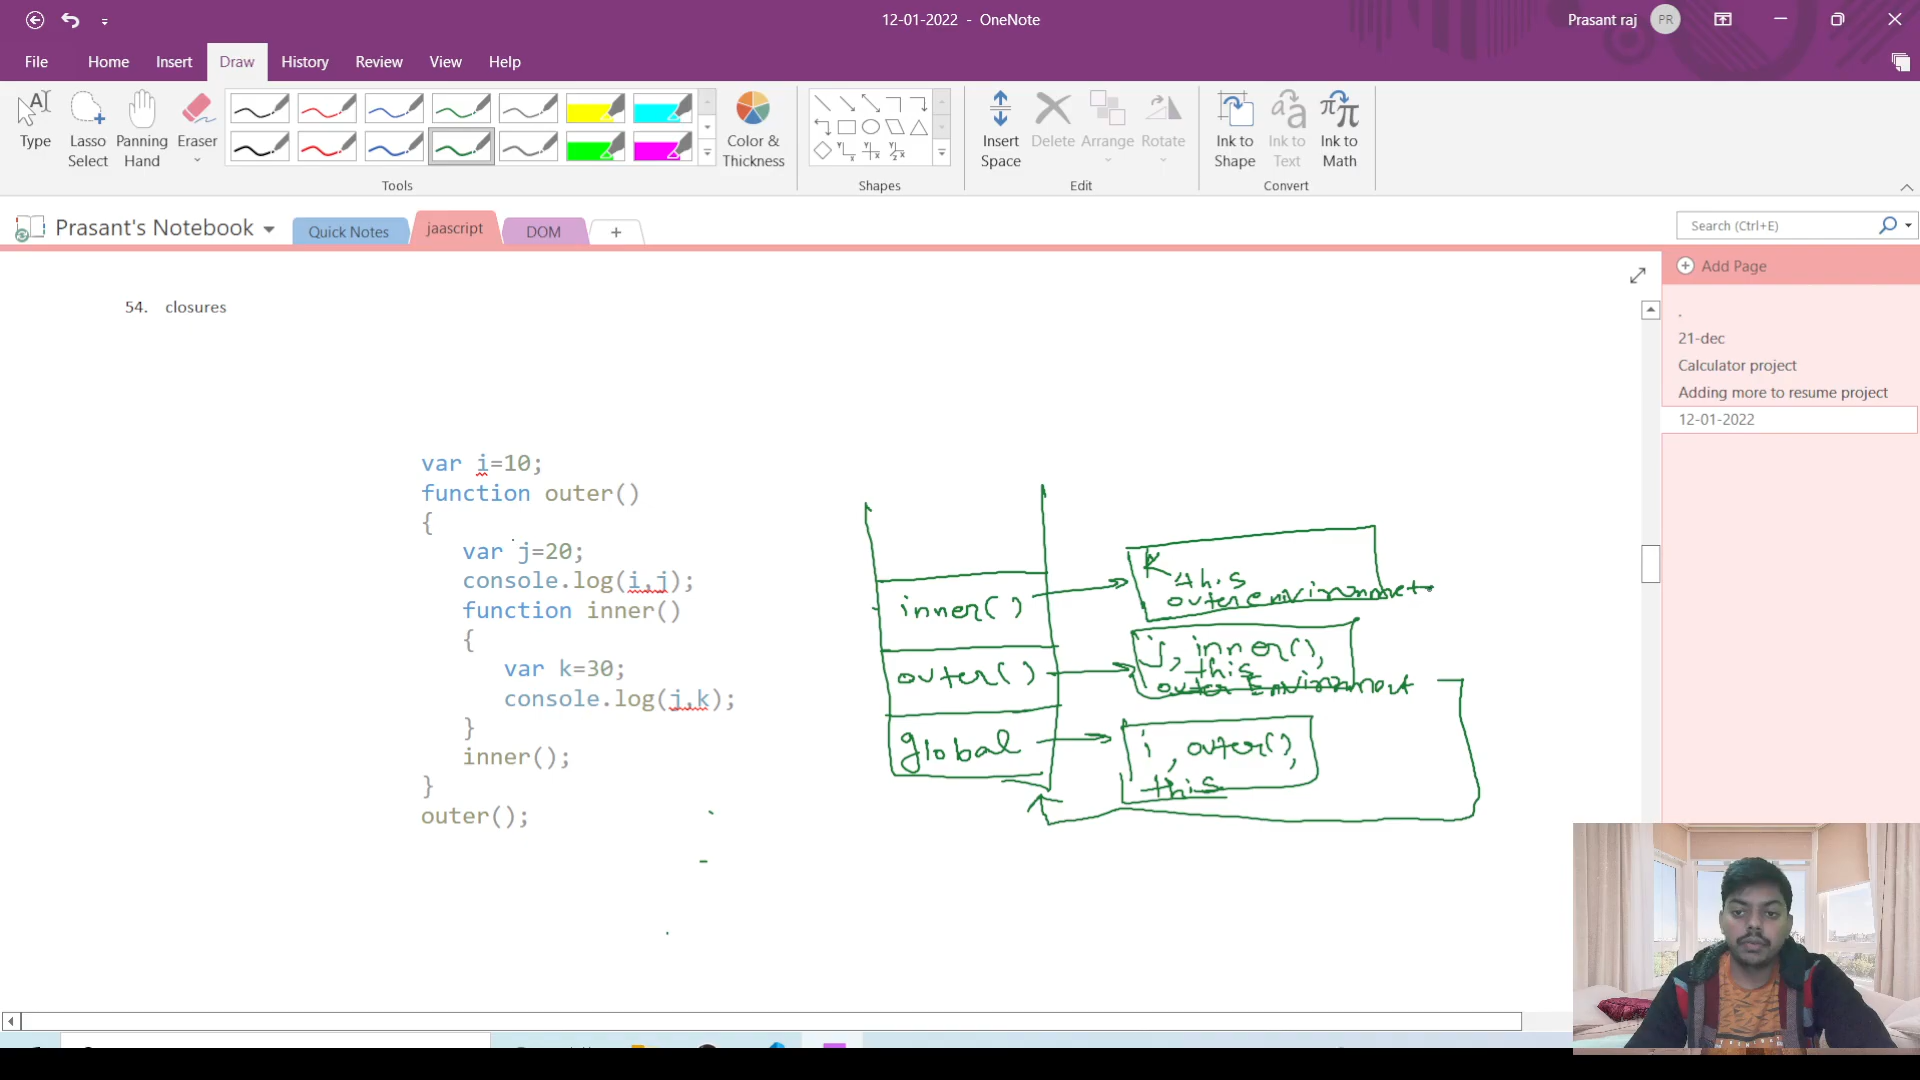 12-01-2022 - OneNote
Prasant raj
PR
File
Home
Insert
Draw
History
Review
View
Help
Type
Lasso Select
Panning Hand
Eraser
Color & Thickness
Insert Space
Delete
Arrange
Rotate
Ink to Shape
Ink to Text
Ink to Math
Tools
Shapes
Edit
Convert
Prasant's Notebook
Quick Notes
jaascript
DOM
+
Search (Ctrl+E)
Add Page
.
21-dec
Calculator project
Adding more to resume project
12-01-2022
54. closures
var i=10;
function outer()
{
var j=20;
console.log(i,j);
function inner()
{
var k=30;
console.log(j,k);
}
inner();
}
outer();
inner()
outer()
global
K
this
outer environment
j, inner(),
this
outer Environment
i, outer(),
this